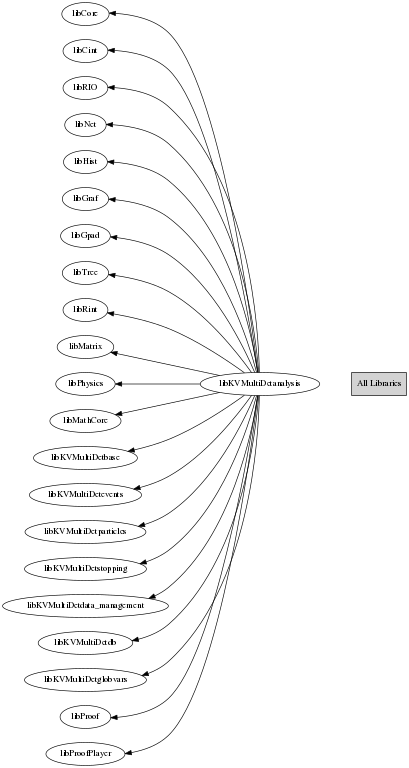 libCore
libCint
libRIO
libNet
libHist
libGraf
libGpad
libTree
libRint
libMatrix
libPhysics
libKVMultiDetanalysis
All Libraries
libMathCore
libKVMultiDetbase
libKVMultiDetevents
libKVMultiDetparticles
libKVMultiDetstopping
libKVMultiDetdata_management
libKVMultiDetdb
libKVMultiDetglobvars
libProof
libProofPlayer